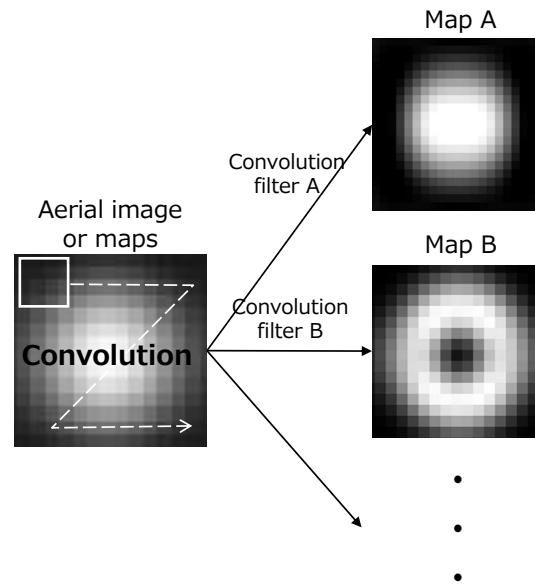 Map A
Convolution
filter A
Aerial image
or maps
Map B
Convolution
filter B
Convolution